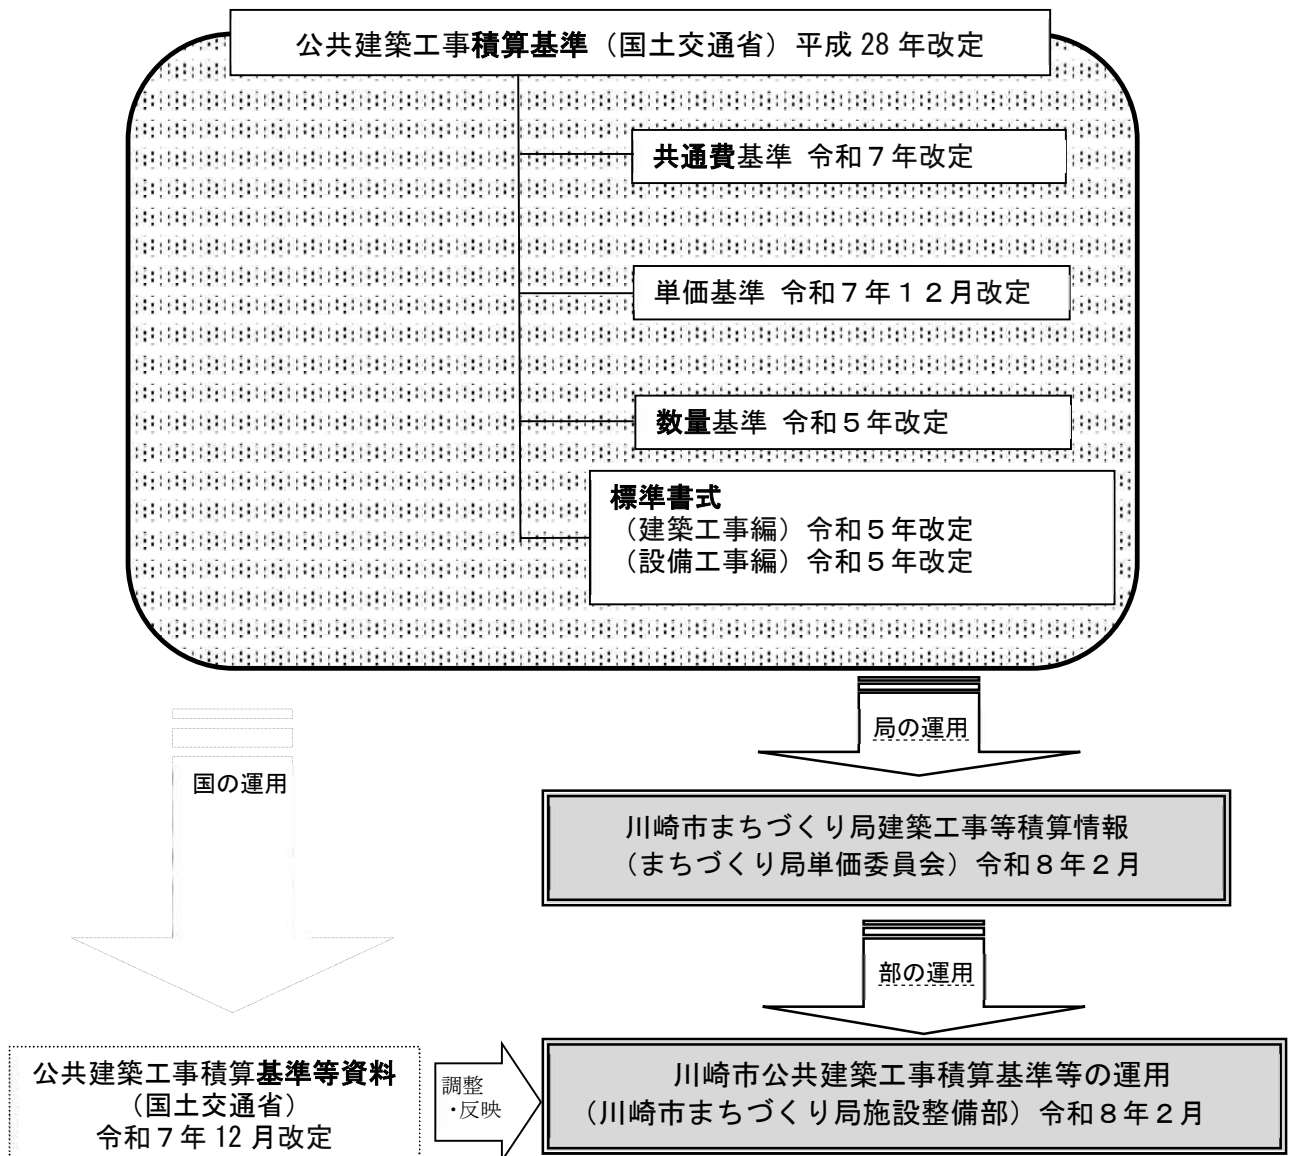 公共建築工事積算基準（国土交通省）平成28年改定
共通費基準 令和７年改定
単価基準 令和７年１２月改定
数量基準 令和５年改定
標準書式
（建築工事編）令和５年改定
（設備工事編）令和５年改定
局の運用
国の運用
川崎市まちづくり局建築工事等積算情報
（まちづくり局単価委員会）令和８年２月
部の運用
公共建築工事積算基準等資料
（国土交通省）
令和７年12月改定
調整
・反映
川崎市公共建築工事積算基準等の運用
（川崎市まちづくり局施設整備部）令和８年２月